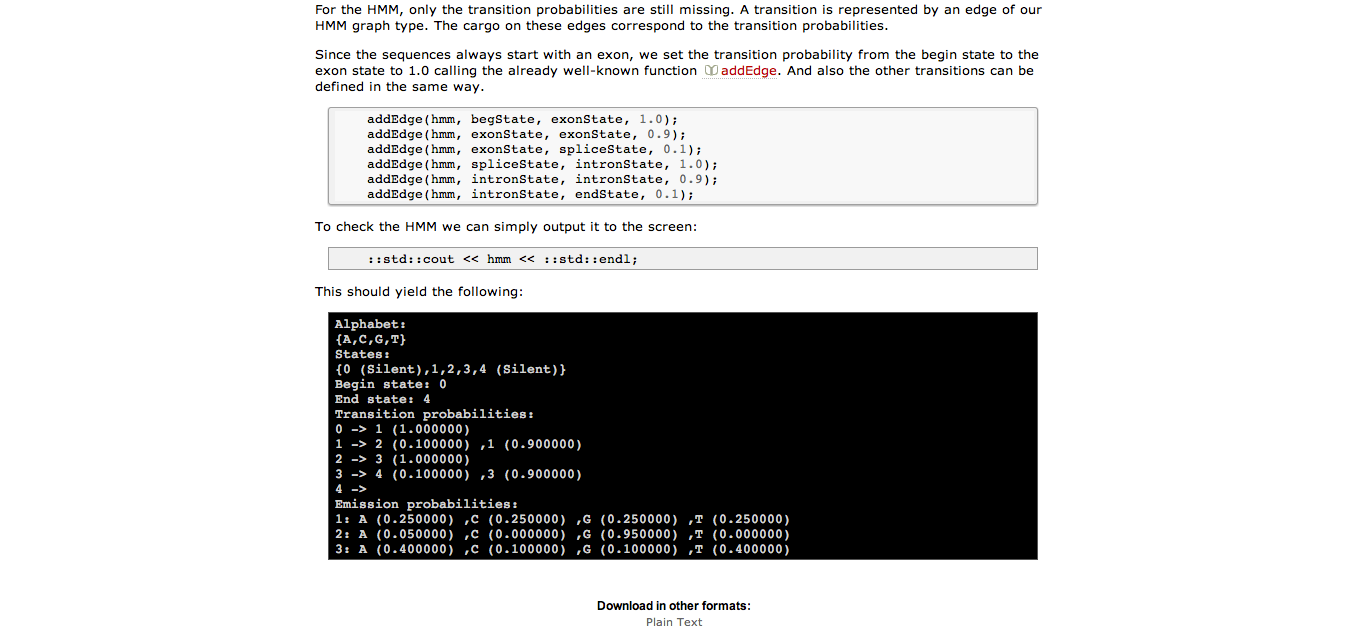 For the HMM, only the transition probabilities are still missing. A transition is represented by an edge of our
HMM graph type. The cargo on these edges correspond to the transition probabilities.
Since the sequences always start with an exon, we set the transition probability from the begin state to the
exon state to 1.0 calling the already well-known function addEdge. And also the other transitions can be
defined in the same way.
addEdge(hmm, begState, exonState, 1.0);
addEdge(hmm, exonState, exonState, 0.9);
addEdge(hmm, exonState, spliceState, 0.1);
addEdge(hmm, spliceState, intronState, 1.0);
addEdge(hmm, intronState, intronState, 0.9);
addEdge(hmm, intronState, endState, 0.1);
To check the HMM we can simply output it to the screen:
::std::cout << hmm << ::std::endl;
This should yield the following:
Alphabet:
{A,C,G,T}
States:
{0 (Silent),1,2,3,4 (Silent)}
Begin state: 0
End state: 4
Transition probabilities:
0 -> 1 (1.000000)
1 -> 2 (0.100000) ,1 (0.900000)
2 -> 3 (1.000000)
3 -> 4 (0.100000) ,3 (0.900000)
4 ->
Emission probabilities:
1: A (0.250000) ,C (0.250000) ,G (0.250000) ,T (0.250000)
2: A (0.050000) ,C (0.000000) ,G (0.950000) ,T (0.000000)
3: A (0.400000) ,C (0.100000) ,G (0.100000) ,T (0.400000)
Download in other formats:
Plain Text